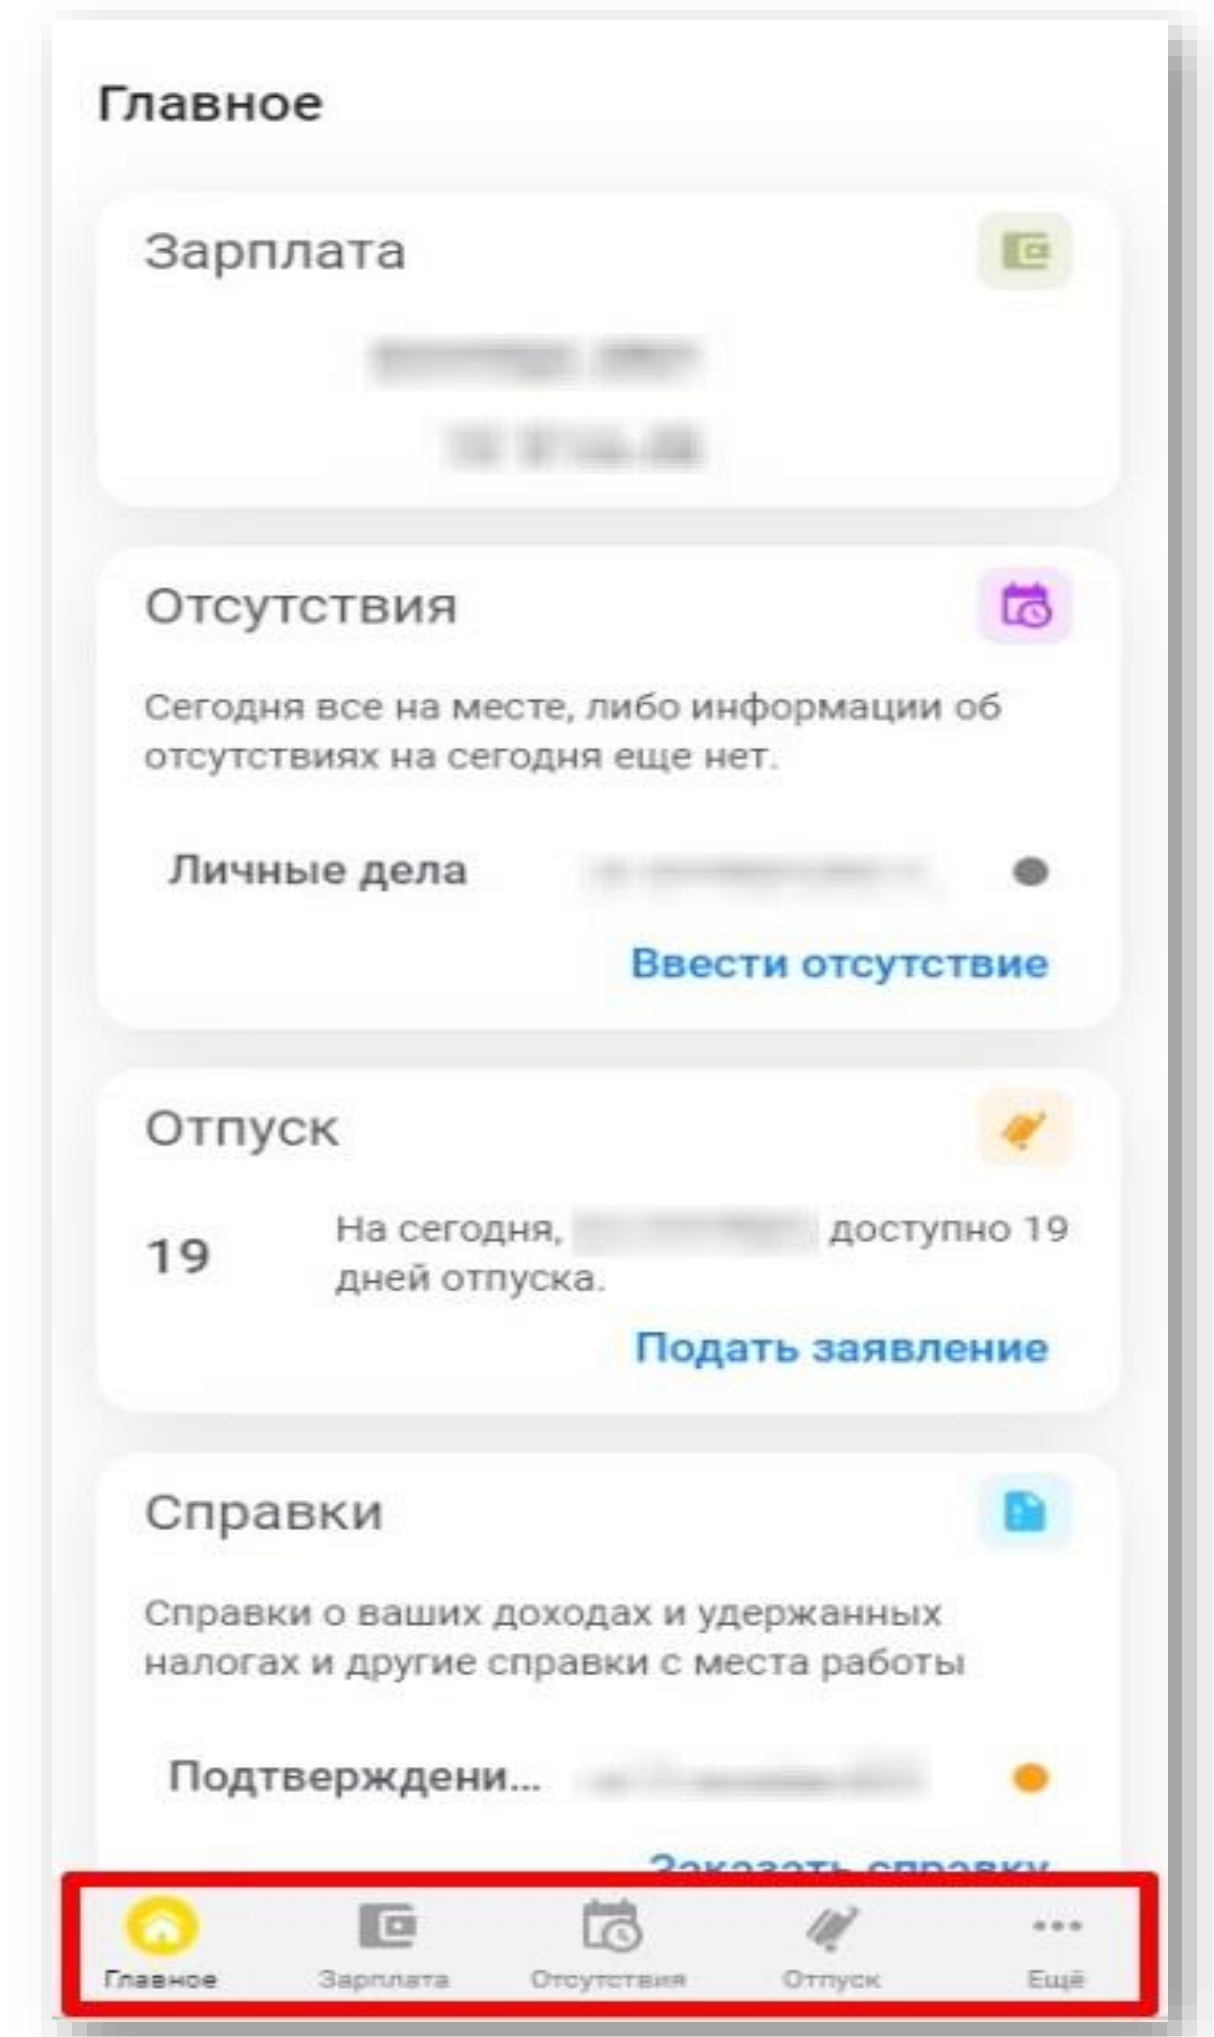 Главное
Зарплата
Отсутствия
Сегодня все на месте, либо информации об
отсутствиях на сегодня еще нет.
Личные дела
Ввести отсутствие
Отпуск
19
На сегодня, доступно 19
дней отпуска.
Подать заявление
Справки
Справки о ваших доходах и удержанных
налогах и другие справки с места работы
Подтверждени...
Заказать справку
Главное
Зарплата
Отсутствия
Отпуск
Ещё